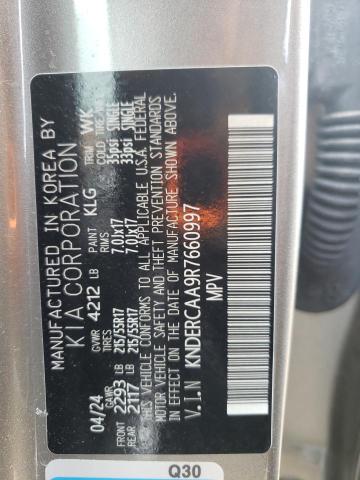 MANUFACTURED IN KOREA BY
KIA CORPORATION
04/24 GVWR 4212 LB PAINT KLG TRIM WK
GAWR TIRES RIMS COLD TIRE
FRONT 2293 LB 215/55R17 7.0Jx17 35psi SINGLE
REAR 2117 LB 215/55R17 7.0Jx17 33psi SINGLE
THIS VEHICLE CONFORMS TO ALL APPLICABLE U.S.A. FEDERAL
MOTOR VEHICLE SAFETY AND THEFT PREVENTION STANDARDS
IN EFFECT ON THE DATE OF MANUFACTURE SHOWN ABOVE.
V.I.N KNDERCAA9R7660997
MPV
Q30